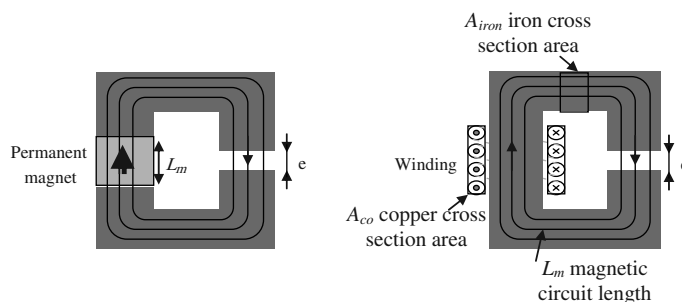 A_iron iron cross
section area
Permanent
magnet
L_m
e
Winding
A_co copper cross
section area
L_m magnetic
circuit length